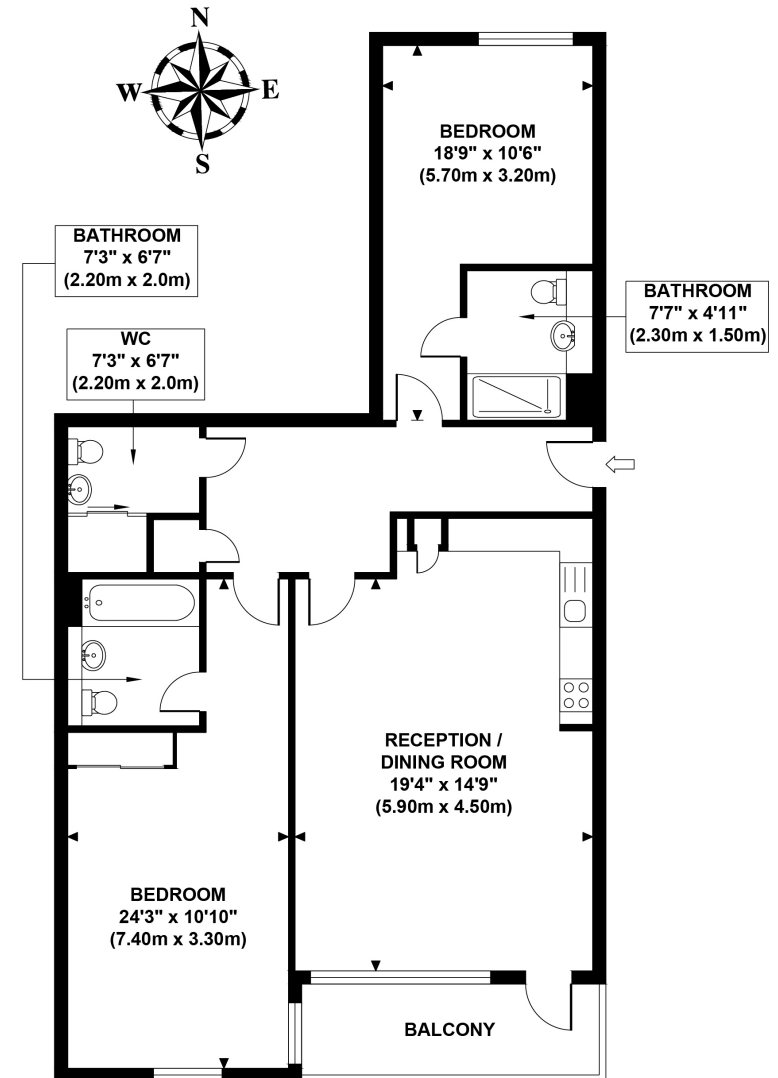 N
W
E
S
BEDROOM
18'9" x 10'6"
(5.70m x 3.20m)
BATHROOM
7'3" x 6'7"
(2.20m x 2.0m)
BATHROOM
7'7" x 4'11"
(2.30m x 1.50m)
WC
7'3" x 6'7"
(2.20m x 2.0m)
RECEPTION /
DINING ROOM
19'4" x 14'9"
(5.90m x 4.50m)
BEDROOM
24'3" x 10'10"
(7.40m x 3.30m)
BALCONY